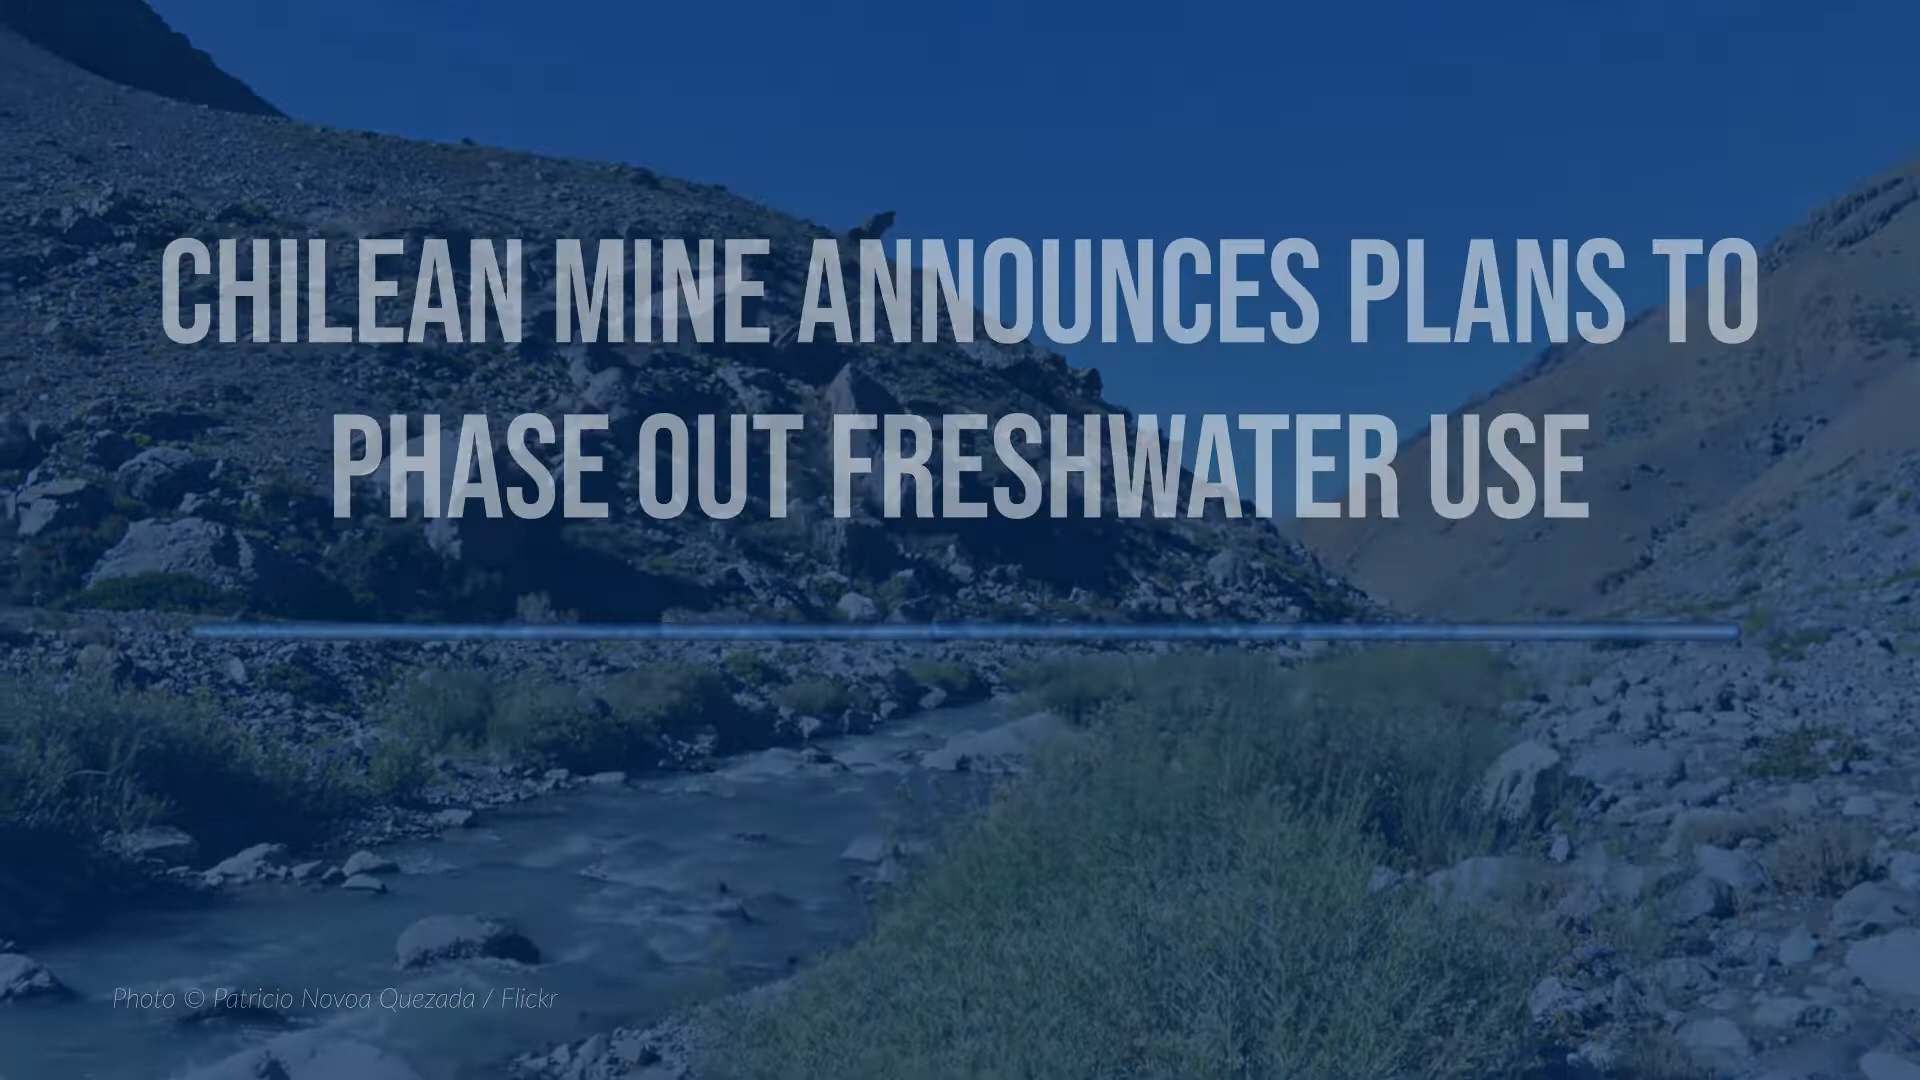 CHILEAN MINE ANNOUNCES PLANS TO
PHASE OUT FRESHWATER USE
Photo © Patricio Novoa Quezada / Flickr